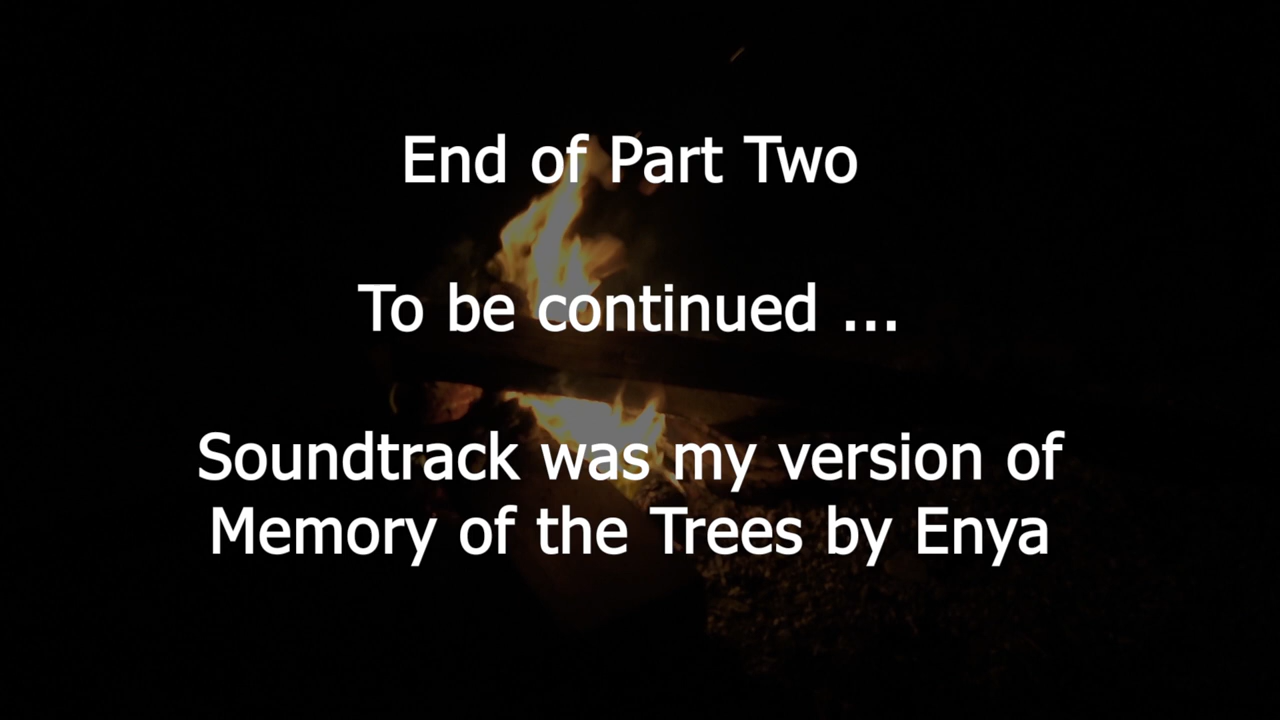 End of Part Two
To be continued ...
Soundtrack was my version of
Memory of the Trees by Enya